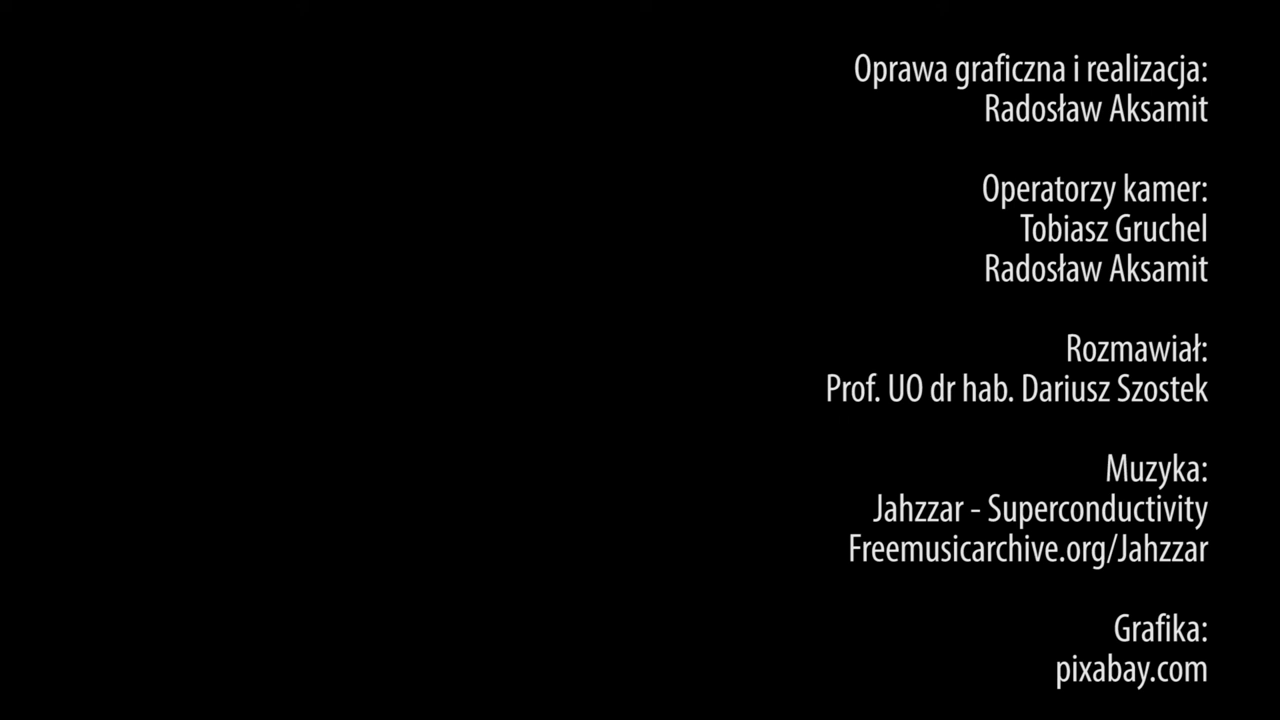 Oprawa graficzna i realizacja:
Radosław Aksamit
Operatorzy kamer:
Tobiasz Gruchel
Radosław Aksamit
Rozmawiał:
Prof. UO dr hab. Dariusz Szostek
Muzyka:
Jahzzar - Superconductivity
Freemusicarchive.org/Jahzzar
Grafika:
pixabay.com